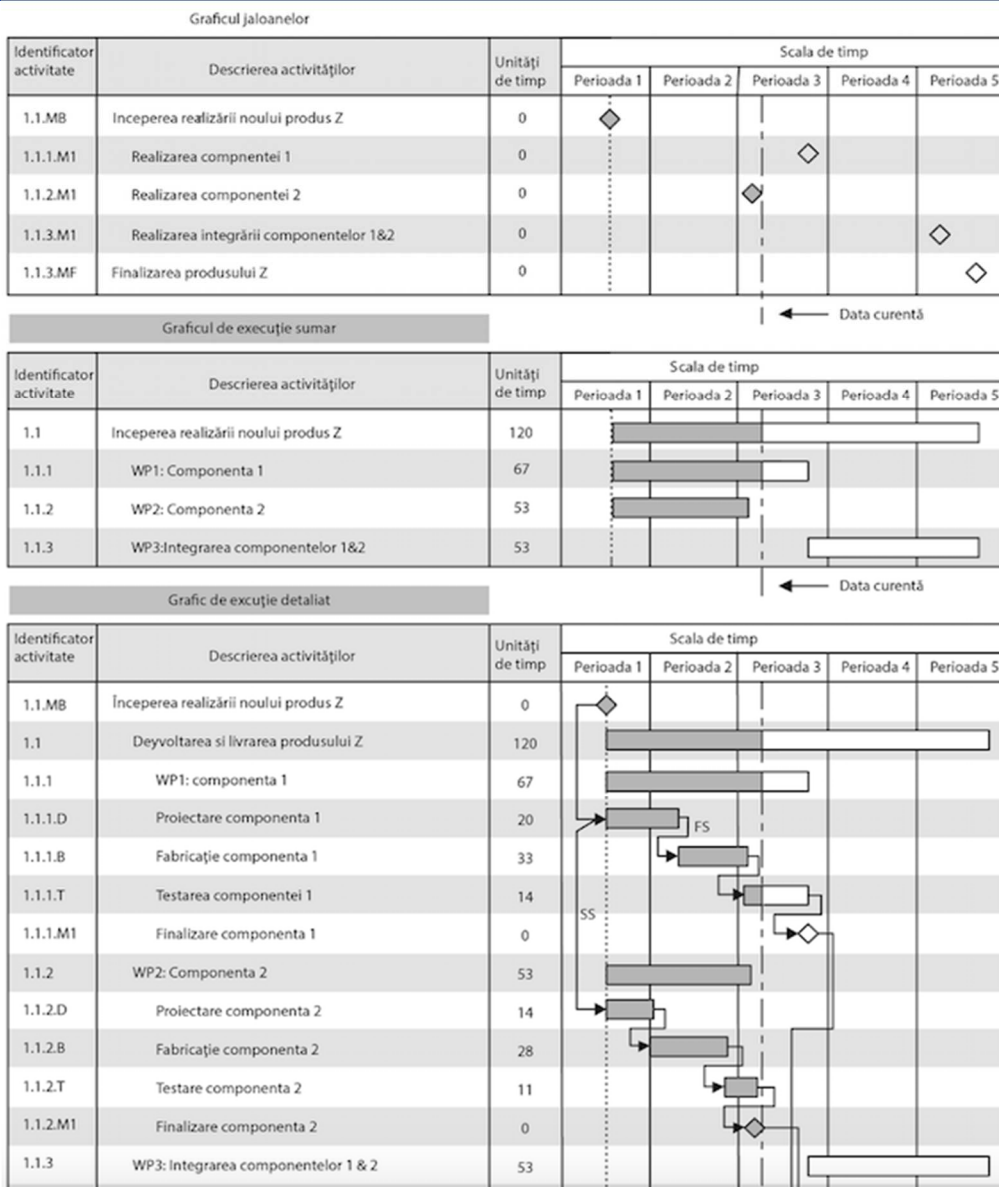 Graficul jaloanelor
Identificator activitate | Descrierea activităților | Unități de timp | Scala de timp
Perioada 1 | Perioada 2 | Perioada 3 | Perioada 4 | Perioada 5
1.1.MB | Inceperea realizării noului produs Z | 0
1.1.1.M1 | Realizarea compnentei 1 | 0
1.1.2.M1 | Realizarea componentei 2 | 0
1.1.3.M1 | Realizarea integrării componentelor 1&2 | 0
1.1.3.MF | Finalizarea produsului Z | 0
Data curentă
Graficul de execuție sumar
Identificator activitate | Descrierea activităților | Unități de timp | Scala de timp
Perioada 1 | Perioada 2 | Perioada 3 | Perioada 4 | Perioada 5
1.1 | Inceperea realizării noului produs Z | 120
1.1.1 | WP1: Componenta 1 | 67
1.1.2 | WP2: Componenta 2 | 53
1.1.3 | WP3:Integrarea componentelor 1&2 | 53
Data curentă
Grafic de excuție detaliat
Identificator activitate | Descrierea activităților | Unități de timp | Scala de timp
Perioada 1 | Perioada 2 | Perioada 3 | Perioada 4 | Perioada 5
1.1.MB | Începerea realizării noului produs Z | 0
1.1 | Deyvoltarea si livrarea produsului Z | 120
1.1.1 | WP1: componenta 1 | 67
1.1.1.D | Proiectare componenta 1 | 20
FS
1.1.1.B | Fabricație componenta 1 | 33
1.1.1.T | Testarea componentei 1 | 14
SS
1.1.1.M1 | Finalizare componenta 1 | 0
1.1.2 | WP2: Componenta 2 | 53
1.1.2.D | Proiectare componenta 2 | 14
1.1.2.B | Fabricație componenta 2 | 28
1.1.2.T | Testare componenta 2 | 11
1.1.2.M1 | Finalizare componenta 2 | 0
1.1.3 | WP3: Integrarea componentelor 1 & 2 | 53